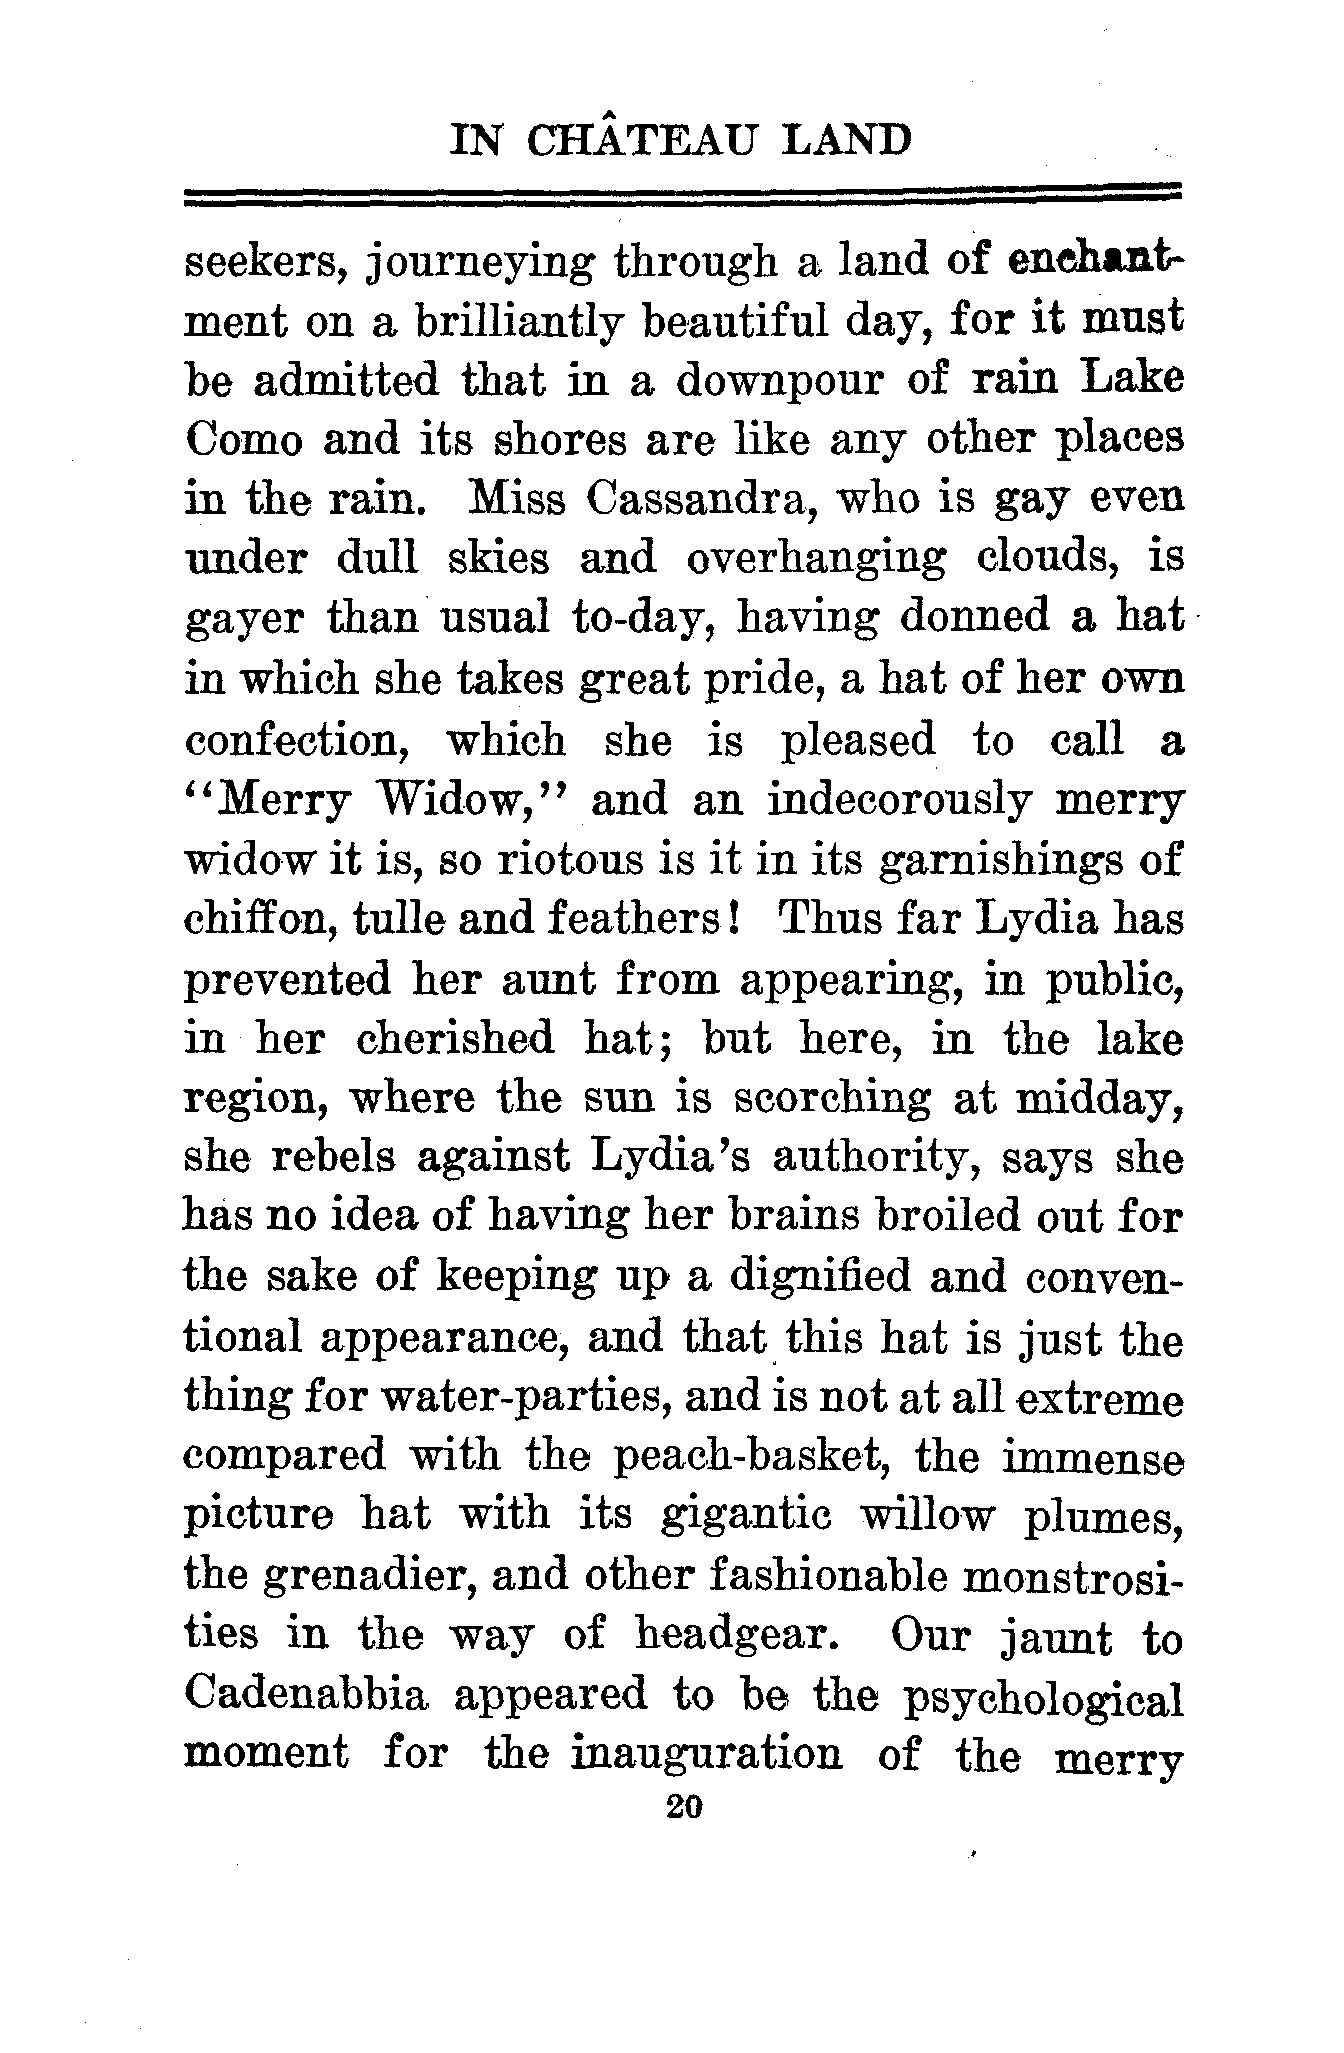 IN CHÂTEAU LAND
seekers, journeying through a land of enchant-
ment on a brilliantly beautiful day, for it must
be admitted that in a downpour of rain Lake
Como and its shores are like any other places
in the rain. Miss Cassandra, who is gay even
under dull skies and overhanging clouds, is
gayer than usual to-day, having donned a hat
in which she takes great pride, a hat of her own
confection, which she is pleased to call a
“Merry Widow,” and an indecorously merry
widow it is, so riotous is it in its garnishings of
chiffon, tulle and feathers! Thus far Lydia has
prevented her aunt from appearing, in public,
in her cherished hat; but here, in the lake
region, where the sun is scorching at midday,
she rebels against Lydia’s authority, says she
has no idea of having her brains broiled out for
the sake of keeping up a dignified and conven-
tional appearance, and that this hat is just the
thing for water-parties, and is not at all extreme
compared with the peach-basket, the immense
picture hat with its gigantic willow plumes,
the grenadier, and other fashionable monstrosi-
ties in the way of headgear. Our jaunt to
Cadenabbia appeared to be the psychological
moment for the inauguration of the merry
20